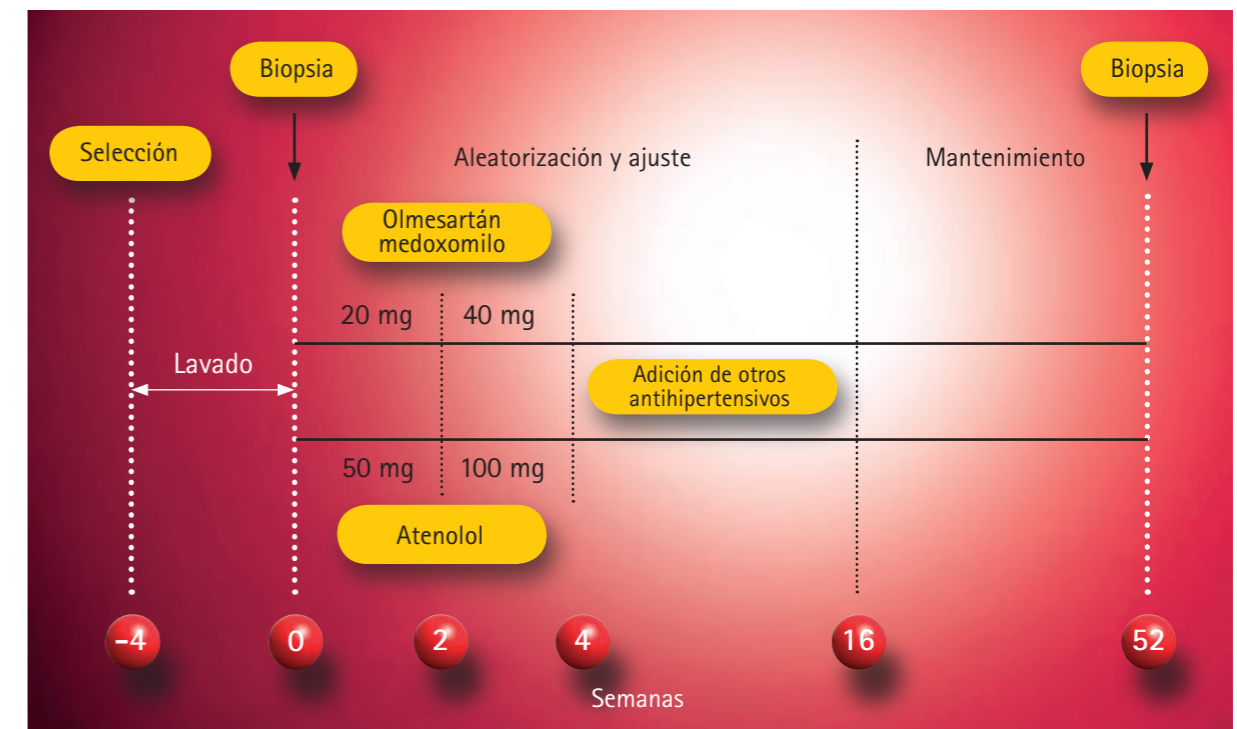 Biopsia
Biopsia
Selección
Aleatorización y ajuste
Mantenimiento
Olmesartán
medoxomilo
20 mg
40 mg
Lavado
Adición de otros
antihipertensivos
50 mg
100 mg
Atenolol
–4
0
2
4
16
52
Semanas